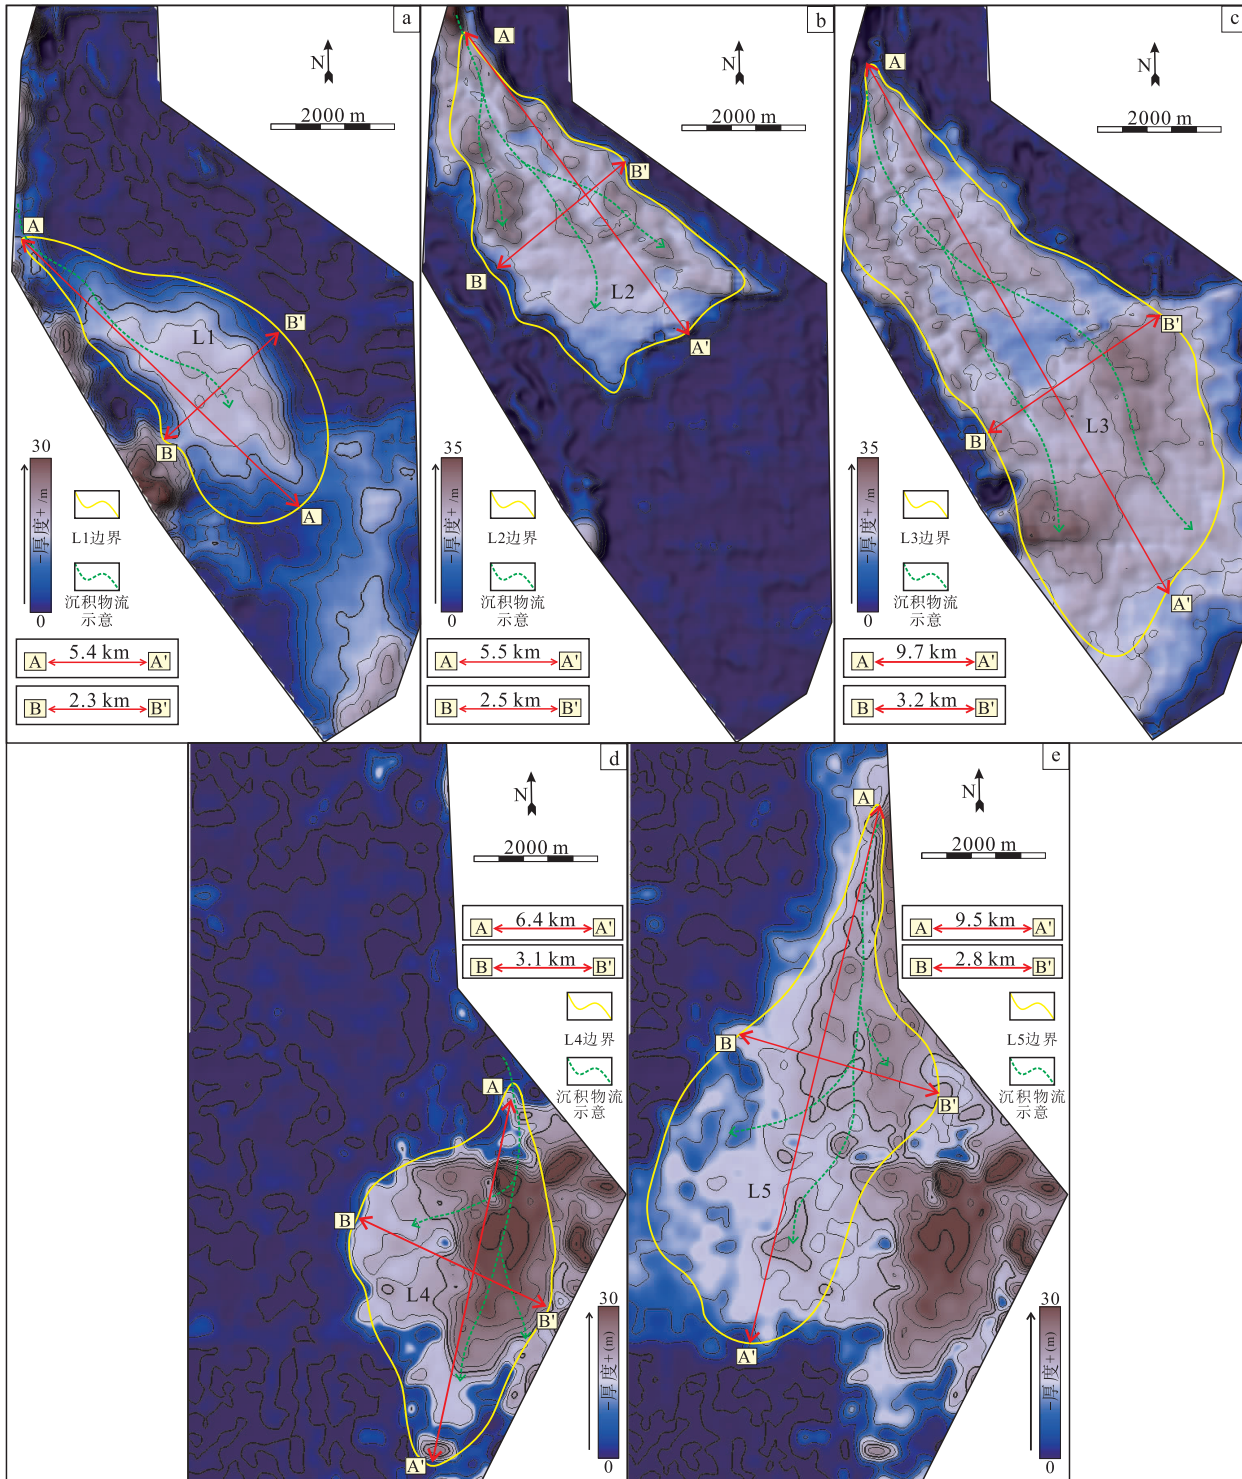 a
N
2000 m
A
L1
B'
B
A
30
-厚度+/m
0
L1边界
沉积物流
示意
A 5.4 km A'
B 2.3 km B'
b
A
N
2000 m
B'
B
L2
A'
35
-厚度+/m
0
L2边界
沉积物流
示意
A 5.5 km A'
B 2.5 km B'
c
A
N
2000 m
B'
B
L3
A'
35
-厚度+/m
0
L3边界
沉积物流
示意
A 9.7 km A'
B 3.2 km B'
d
N
2000 m
A 6.4 km A'
B 3.1 km B'
L4边界
沉积物流
示意
A
B
L4
B'
A'
30
-厚度+(m)
0
e
A
N
2000 m
A 9.5 km A'
B 2.8 km B'
L5边界
沉积物流
示意
B
B'
L5
A'
30
-厚度+(m)
0